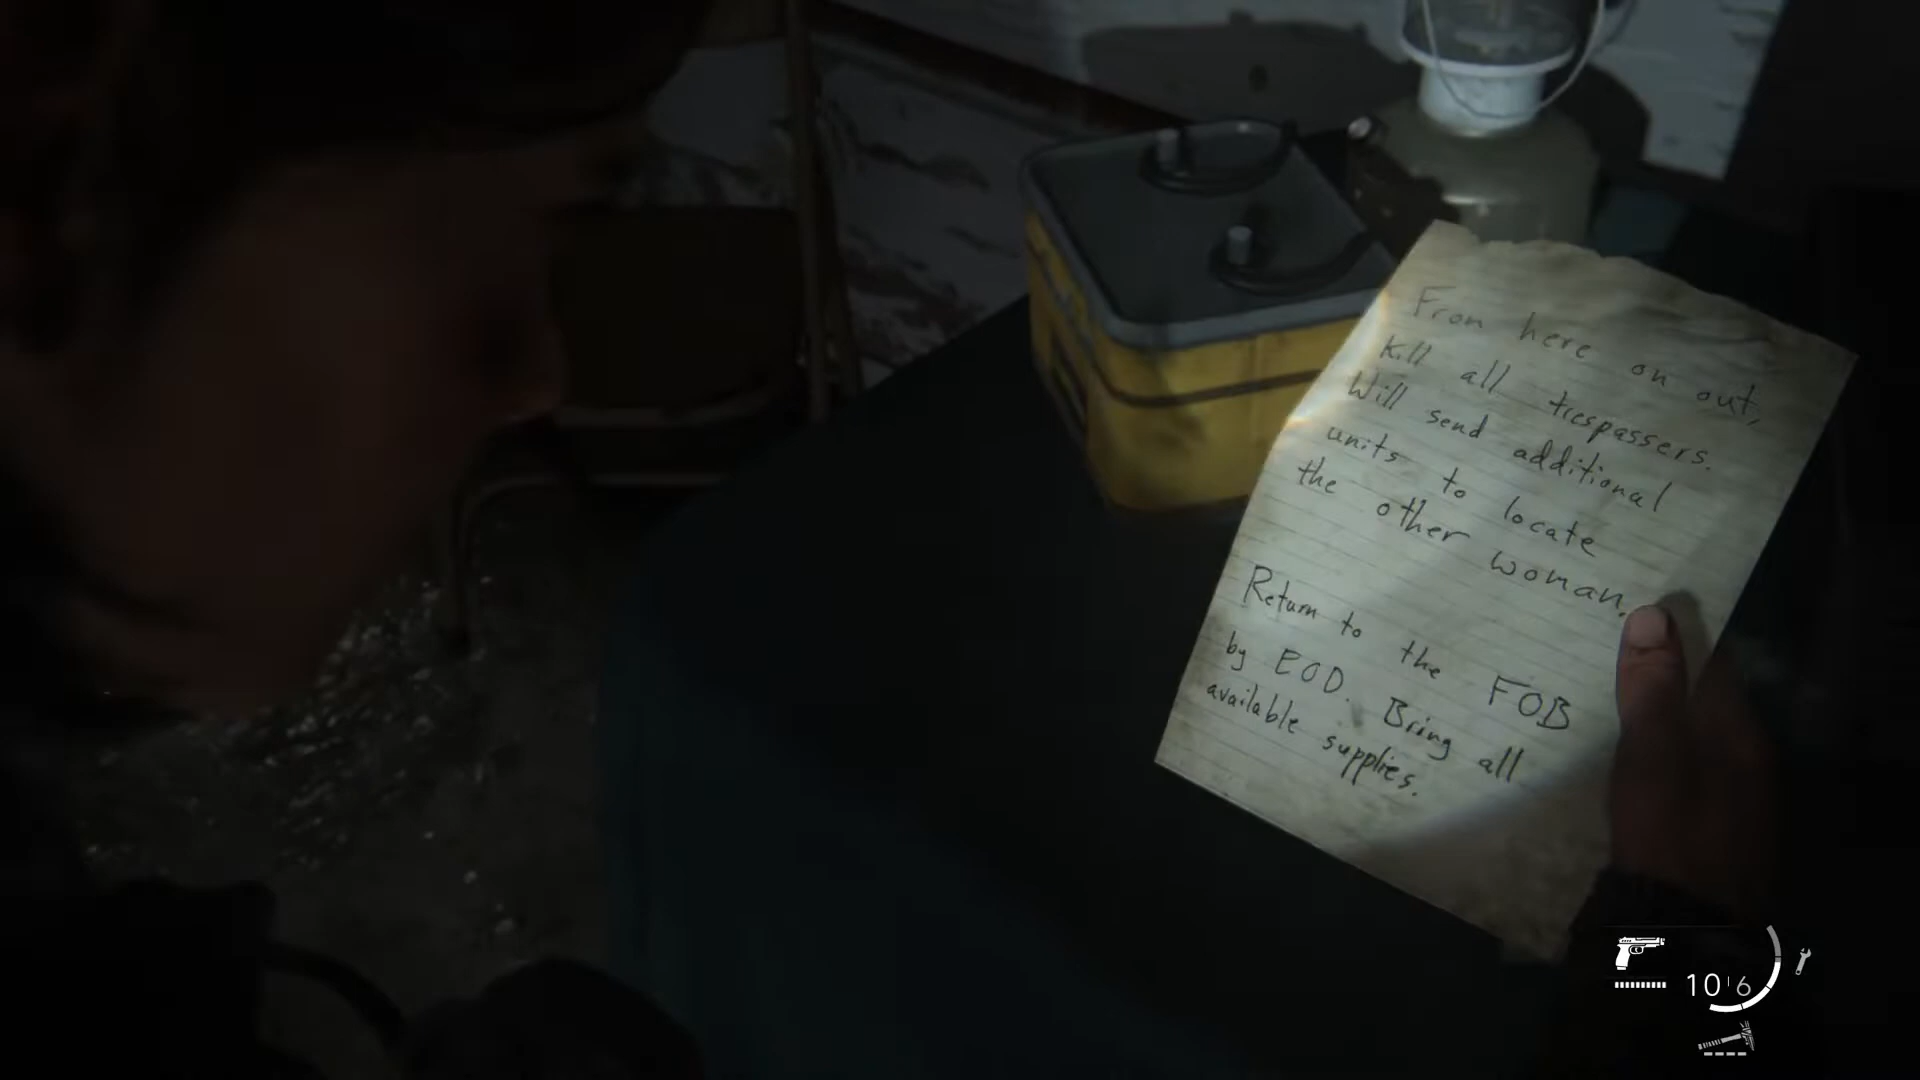 From here on out,
kill all trespassers.
Will send additional
units to locate
the other woman.
Return to the FOB
by EOD. Bring all
available supplies.
10 6